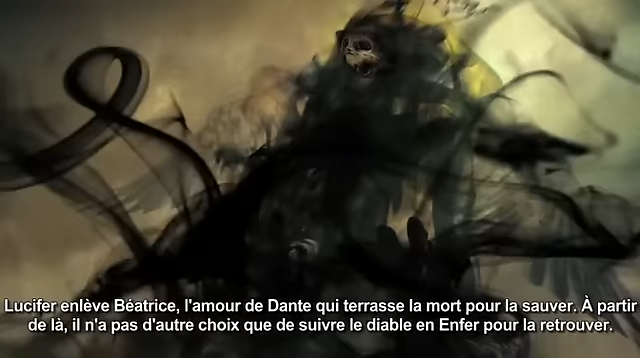 Lucifer enlève Béatrice, l'amour de Dante qui terrasse la mort pour la sauver. À partir
de là, il n'a pas d'autre choix que de suivre le diable en Enfer pour la retrouver.